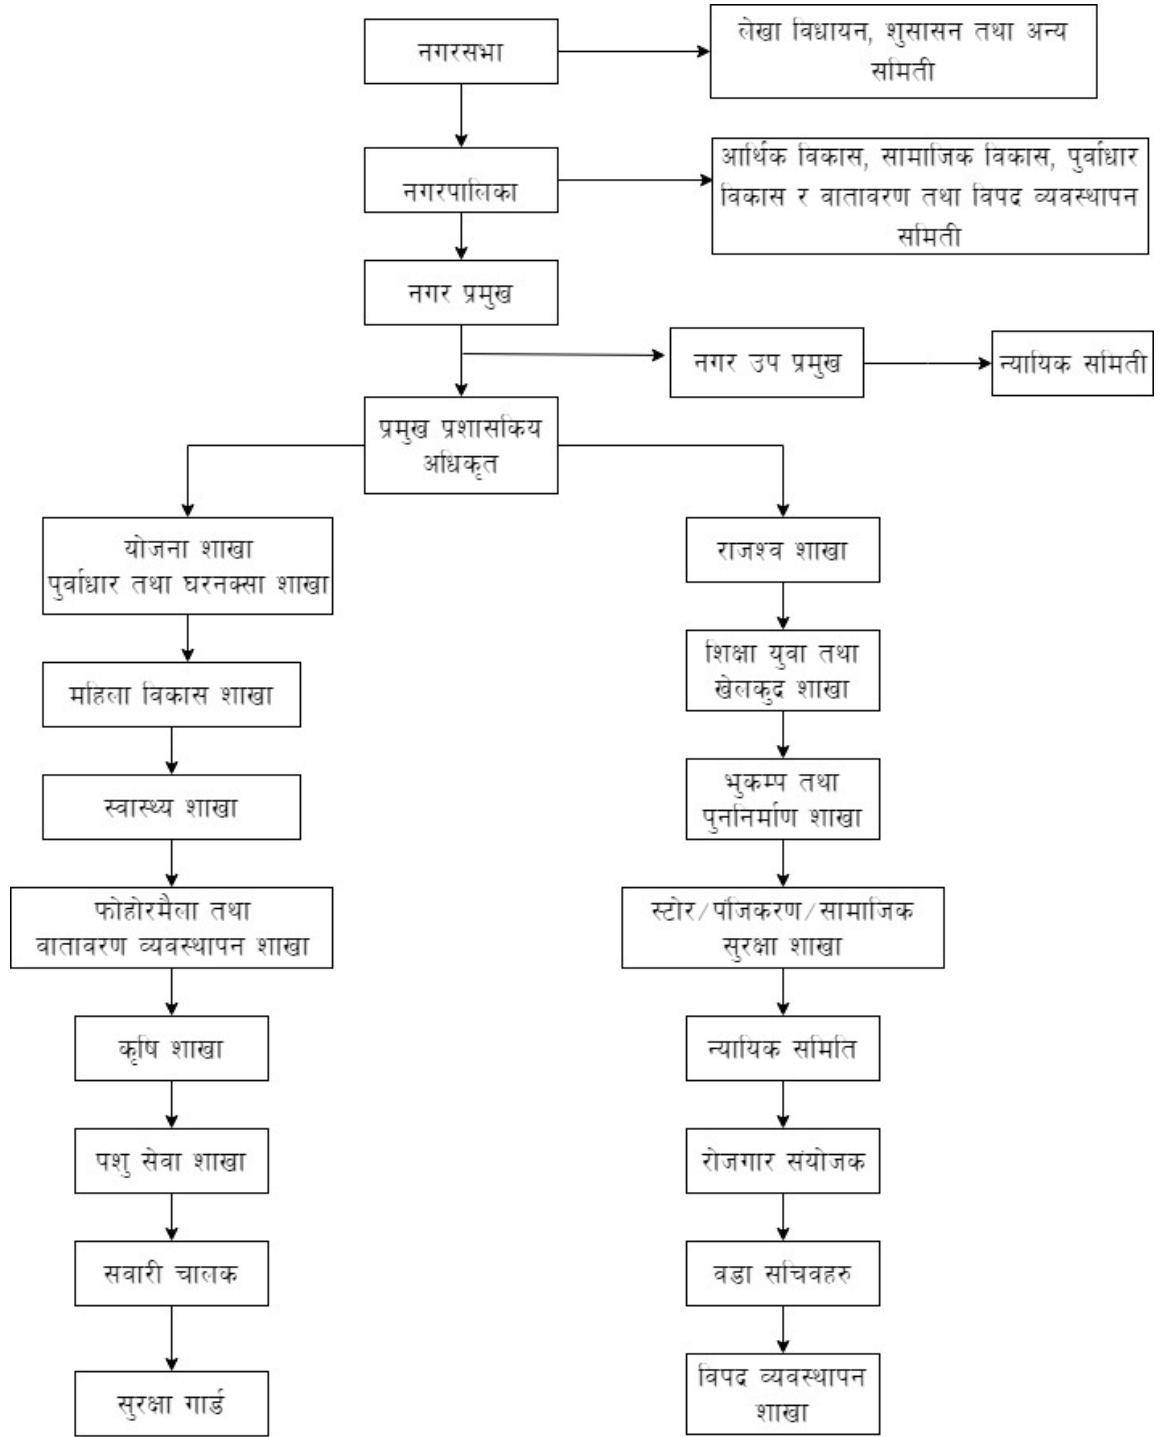 नगरसभा
लेखा विधायन, शुसासन तथा अन्य
समिती
नगरपालिका
आर्थिक विकास, सामाजिक विकास, पुर्वाधार
विकास र वातावरण तथा विपद व्यवस्थापन
समिती
नगर प्रमुख
नगर उप प्रमुख
न्यायिक समिती
प्रमुख प्रशासकिय
अधिकृत
योजना शाखा
पुर्वाधार तथा घरनक्सा शाखा
महिला विकास शाखा
स्वास्थ्य शाखा
फोहोरमैला तथा
वातावरण व्यवस्थापन शाखा
कृषि शाखा
पशु सेवा शाखा
सवारी चालक
सुरक्षा गार्ड
राजश्व शाखा
शिक्षा युवा तथा
खेलकुद शाखा
भुकम्प तथा
पुननिर्माण शाखा
स्टोर/पंजिकरण/सामाजिक
सुरक्षा शाखा
न्यायिक समिति
रोजगार संयोजक
वडा सचिवहरु
विपद व्यवस्थापन
शाखा